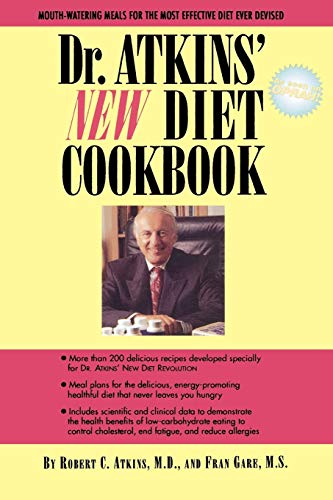 MOUTH-WATERING MEALS FOR THE MOST EFFECTIVE DIET EVER DEVISED
Dr. ATKINS'
NEW DIET
COOKBOOK
OPRAH
• More than 200 delicious recipes developed specially
for DR. ATKINS' NEW DIET REVOLUTION
• Meal plans for the delicious, energy-promoting
healthful diet that never leaves you hungry
• Includes scientific and clinical data to demonstrate
the health benefits of low-carbohydrate eating to
control cholesterol, end fatigue, and reduce allergies
BY ROBERT C. ATKINS, M.D., AND FRAN GARE, M.S.